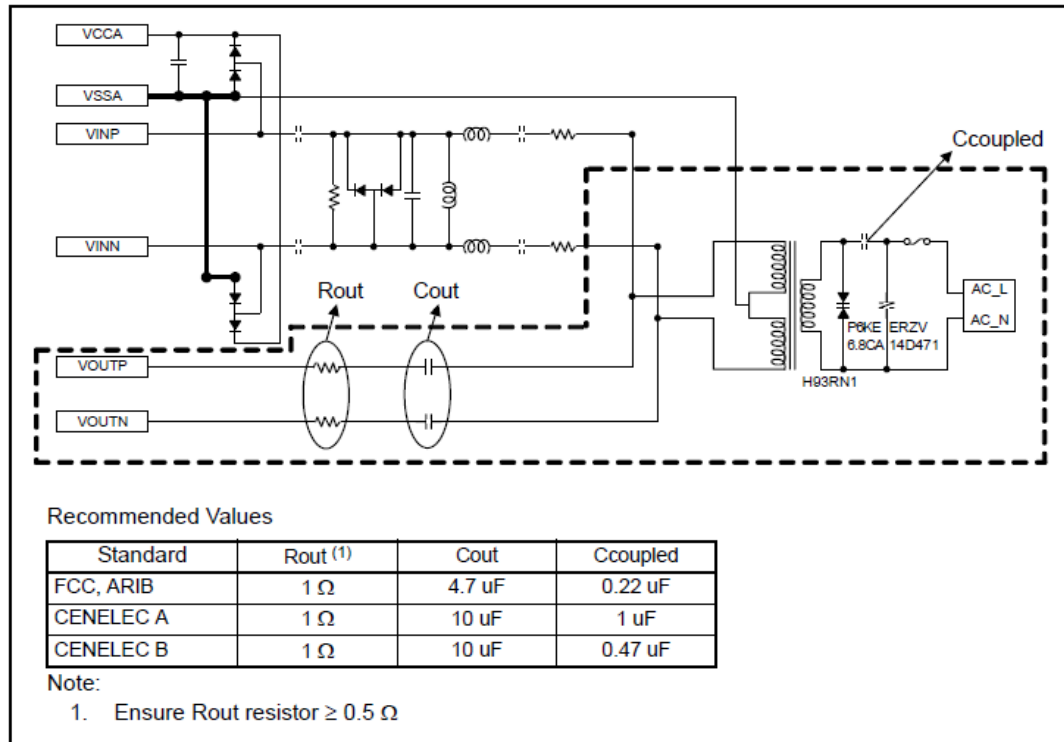 VCCA
VSSA
VINP
Ccoupled
VINN
Rout
Cout
AC_L
AC_N
P6KE ERZV
6.8CA 14D471
H93RN1
VOUTP
VOUTN
Recommended Values
Standard Rout (1) Cout Ccoupled
FCC, ARIB 1 Ω 4.7 uF 0.22 uF
CENELEC A 1 Ω 10 uF 1 uF
CENELEC B 1 Ω 10 uF 0.47 uF
Note:
1. Ensure Rout resistor ≥ 0.5 Ω